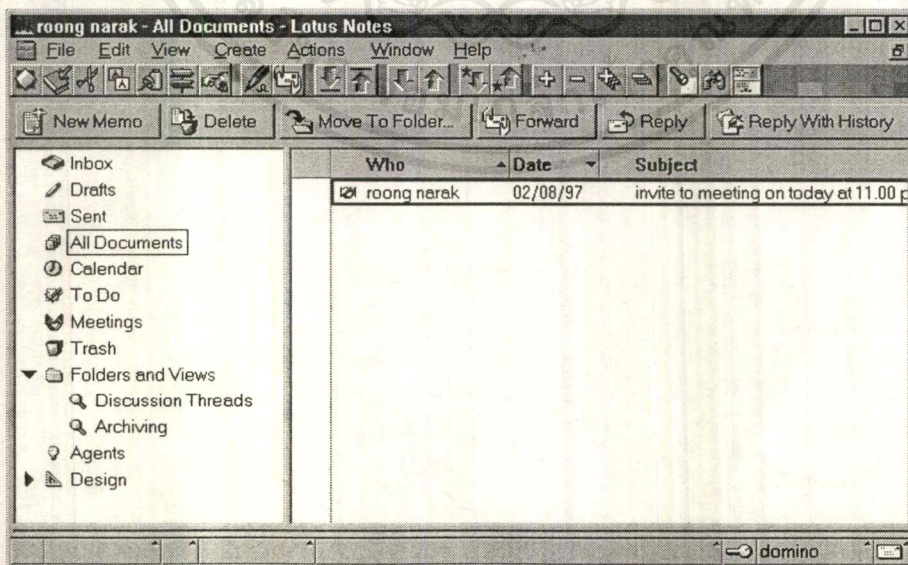 roong narak - All Documents - Lotus Notes
File Edit View Create Actions Window Help
New Memo Delete Move To Folder... Forward Reply Reply With History
Inbox
Drafts
Sent
All Documents
Calendar
To Do
Meetings
Trash
Folders and Views
Discussion Threads
Archiving
Agents
Design
Who Date Subject
roong narak 02/08/97 invite to meeting on today at 11.00 p
domino